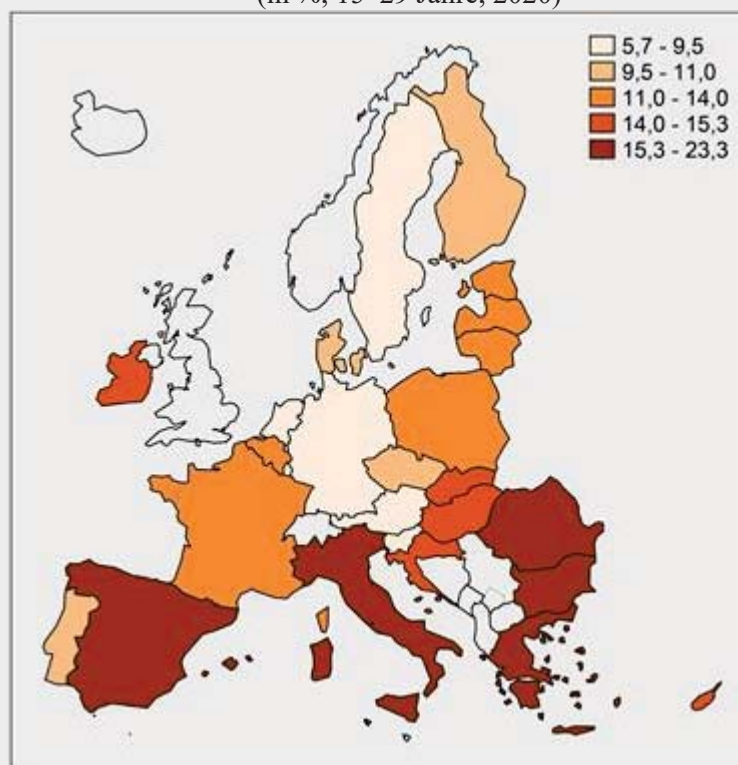 (in %, 15–29 Jahre, 2020)
5,7 - 9,5
9,5 - 11,0
11,0 - 14,0
14,0 - 15,3
15,3 - 23,3